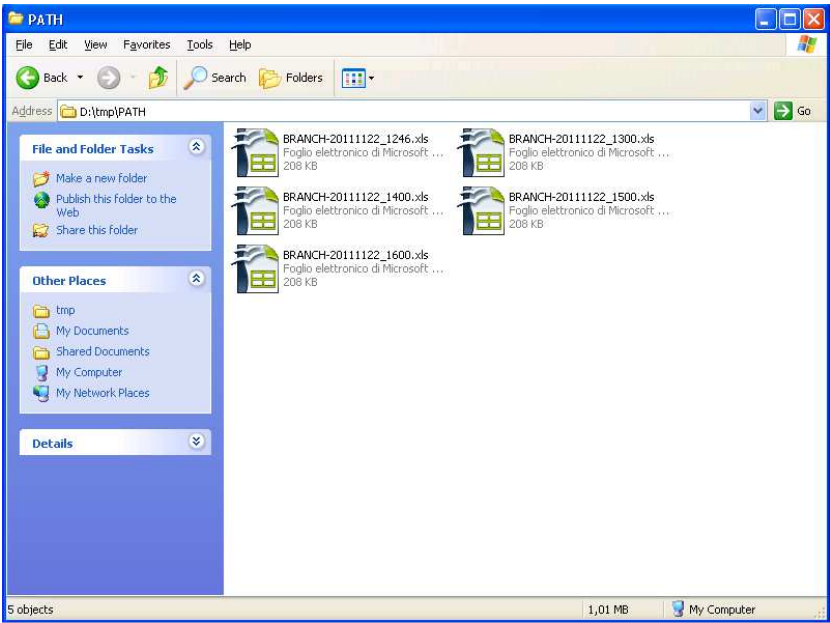 PATH
File Edit View Favorites Tools Help
Back Search Folders
Address D:\tmp\PATH Go
File and Folder Tasks
Make a new folder
Publish this folder to the
Web
Share this folder
Other Places
tmp
My Documents
Shared Documents
My Computer
My Network Places
Details
BRANCH-20111122_1246.xls
Foglio elettronico di Microsoft ...
208 KB
BRANCH-20111122_1300.xls
Foglio elettronico di Microsoft ...
208 KB
BRANCH-20111122_1400.xls
Foglio elettronico di Microsoft ...
208 KB
BRANCH-20111122_1500.xls
Foglio elettronico di Microsoft ...
208 KB
BRANCH-20111122_1600.xls
Foglio elettronico di Microsoft ...
208 KB
5 objects 1,01 MB My Computer